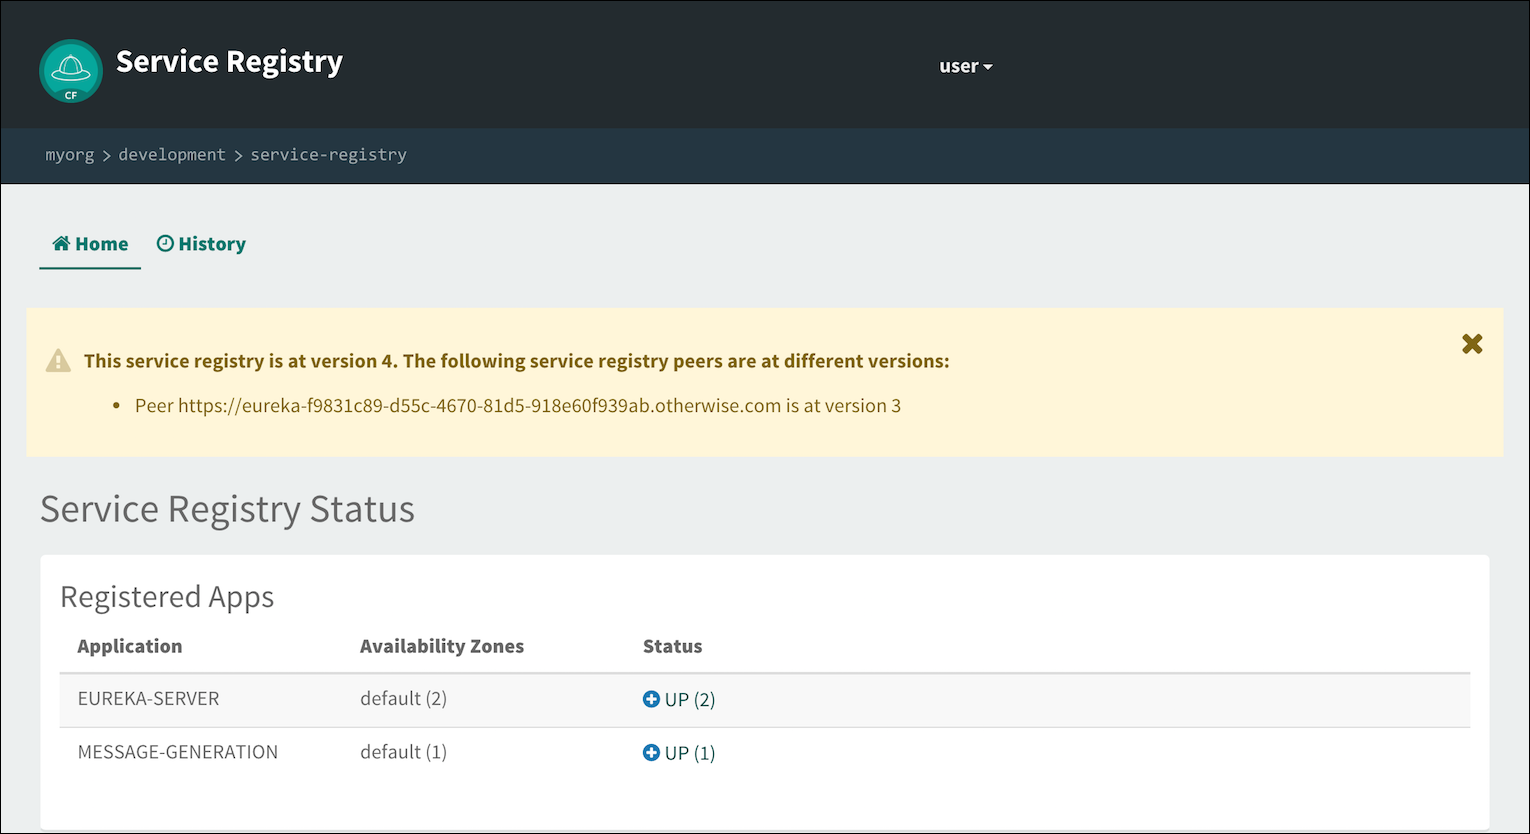 CF
Service Registry
user
myorg > development > service-registry
Home
History
This service registry is at version 4. The following service registry peers are at different versions:
• Peer https://eureka-f9831c89-d55c-4670-81d5-918e60f939ab.otherwise.com is at version 3
Service Registry Status
Registered Apps
Application Availability Zones Status
EUREKA-SERVER default (2) UP (2)
MESSAGE-GENERATION default (1) UP (1)